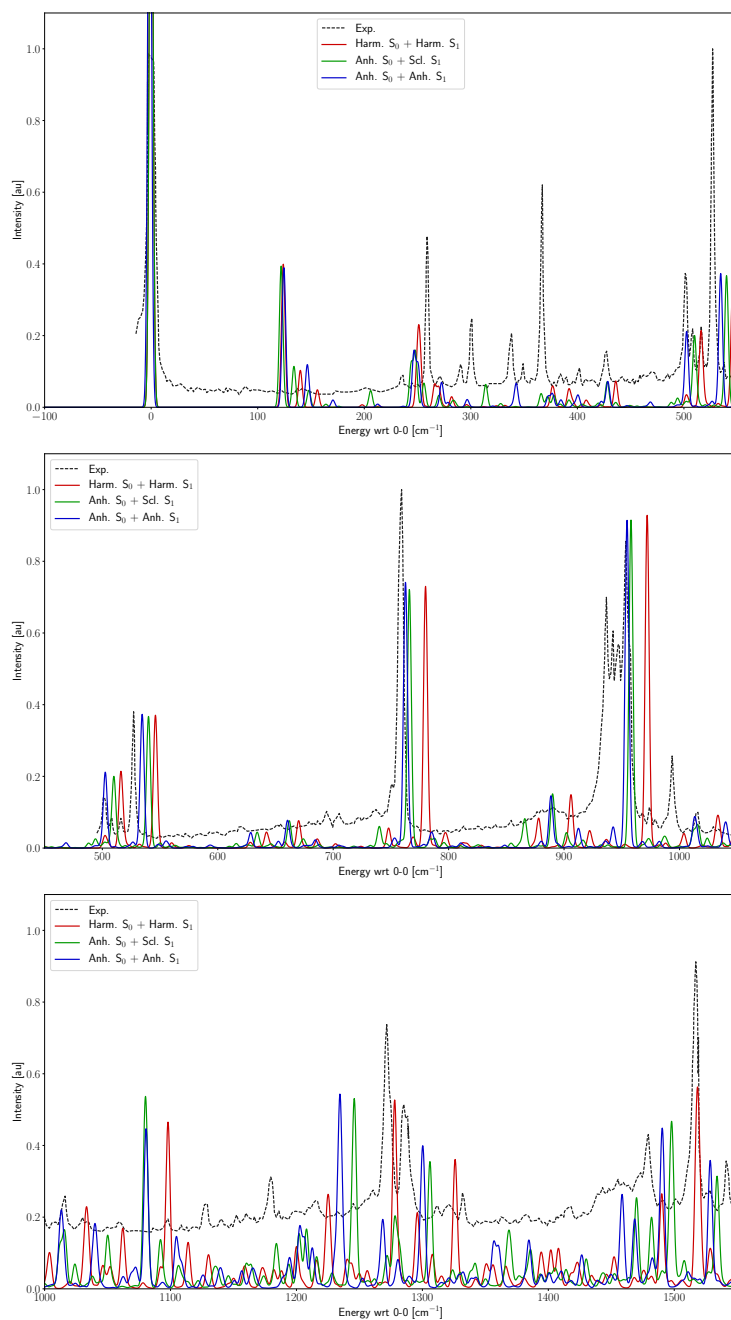 1.0
0.8
0.6
0.4
0.2
0.0
Intensity [au]
Exp.
Harm. S₀ + Harm. S₁
Anh. S₀ + Scl. S₁
Anh. S₀ + Anh. S₁
−100 0 100 200 300 400 500
Energy wrt 0-0 [cm⁻¹]
1.0
0.8
0.6
0.4
0.2
0.0
Intensity [au]
Exp.
Harm. S₀ + Harm. S₁
Anh. S₀ + Scl. S₁
Anh. S₀ + Anh. S₁
500 600 700 800 900 1000
Energy wrt 0-0 [cm⁻¹]
1.0
0.8
0.6
0.4
0.2
0.0
Intensity [au]
Exp.
Harm. S₀ + Harm. S₁
Anh. S₀ + Scl. S₁
Anh. S₀ + Anh. S₁
1000 1100 1200 1300 1400 1500
Energy wrt 0-0 [cm⁻¹]